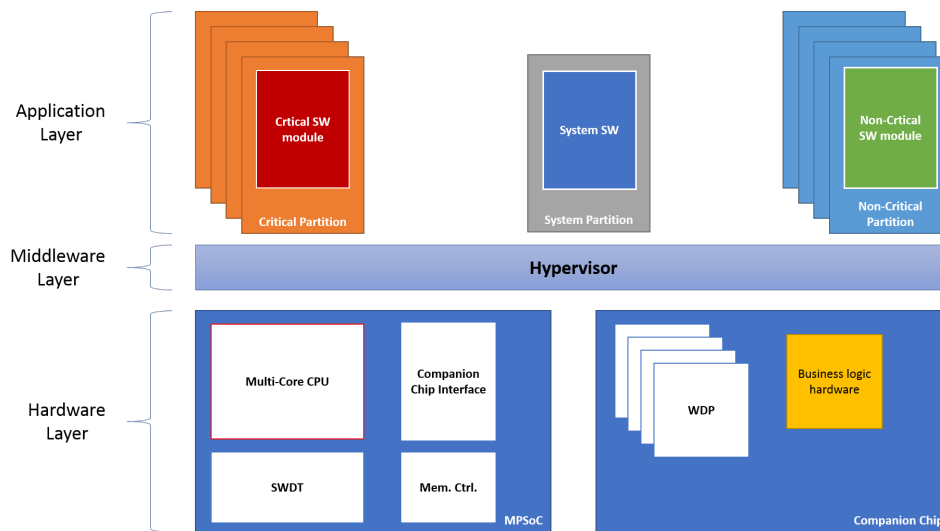 Application
Layer
Crtical SW
module
Critical Partition
System SW
System Partition
Non-Crtical
SW module
Non-Critical
Partition
Middleware
Layer
Hypervisor
Hardware
Layer
Multi-Core CPU
Companion
Chip Interface
SWDT
Mem. Ctrl.
MPSoC
WDP
Business logic
hardware
Companion Chip